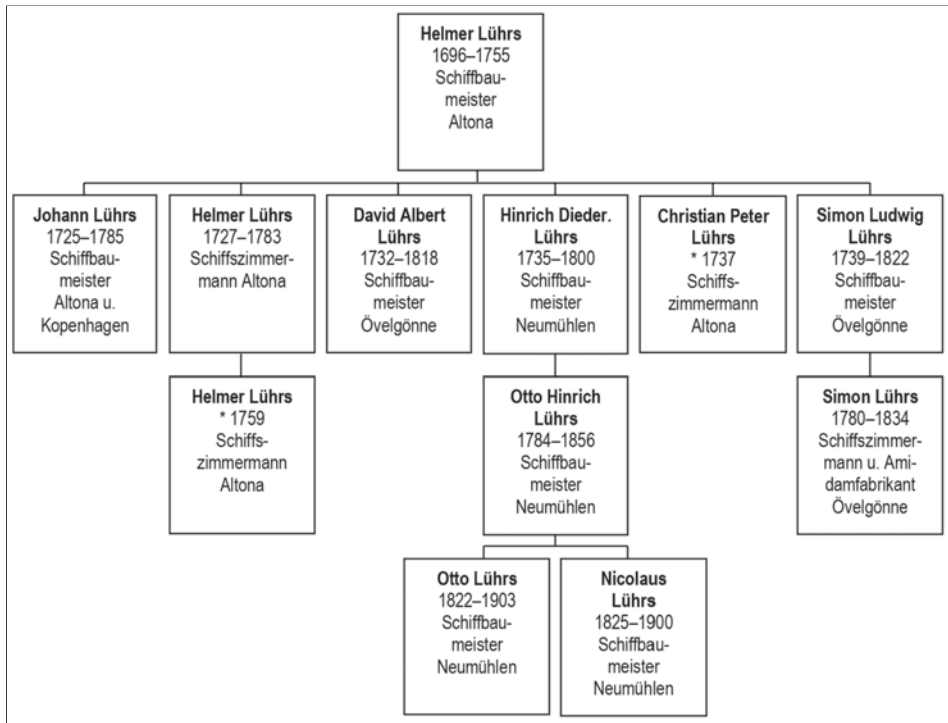 Helmer Lührs
1696–1755
Schiffbau-
meister
Altona
Johann Lührs
1725–1785
Schiffbau-
meister
Altona u.
Kopenhagen
Helmer Lührs
1727–1783
Schiffszimmer-
mann Altona
David Albert
Lührs
1732–1818
Schiffbau-
meister
Övelgönne
Hinrich Dieder.
Lührs
1735–1800
Schiffbau-
meister
Neumühlen
Christian Peter
Lührs
* 1737
Schiffs-
zimmermann
Altona
Simon Ludwig
Lührs
1739–1822
Schiffbau-
meister
Övelgönne
Helmer Lührs
* 1759
Schiffs-
zimmermann
Altona
Otto Hinrich
Lührs
1784–1856
Schiffbau-
meister
Neumühlen
Simon Lührs
1780–1834
Schiffszimmer-
mann u. Ami-
damfabrikant
Övelgönne
Otto Lührs
1822–1903
Schiffbau-
meister
Neumühlen
Nicolaus
Lührs
1825–1900
Schiffbau-
meister
Neumühlen